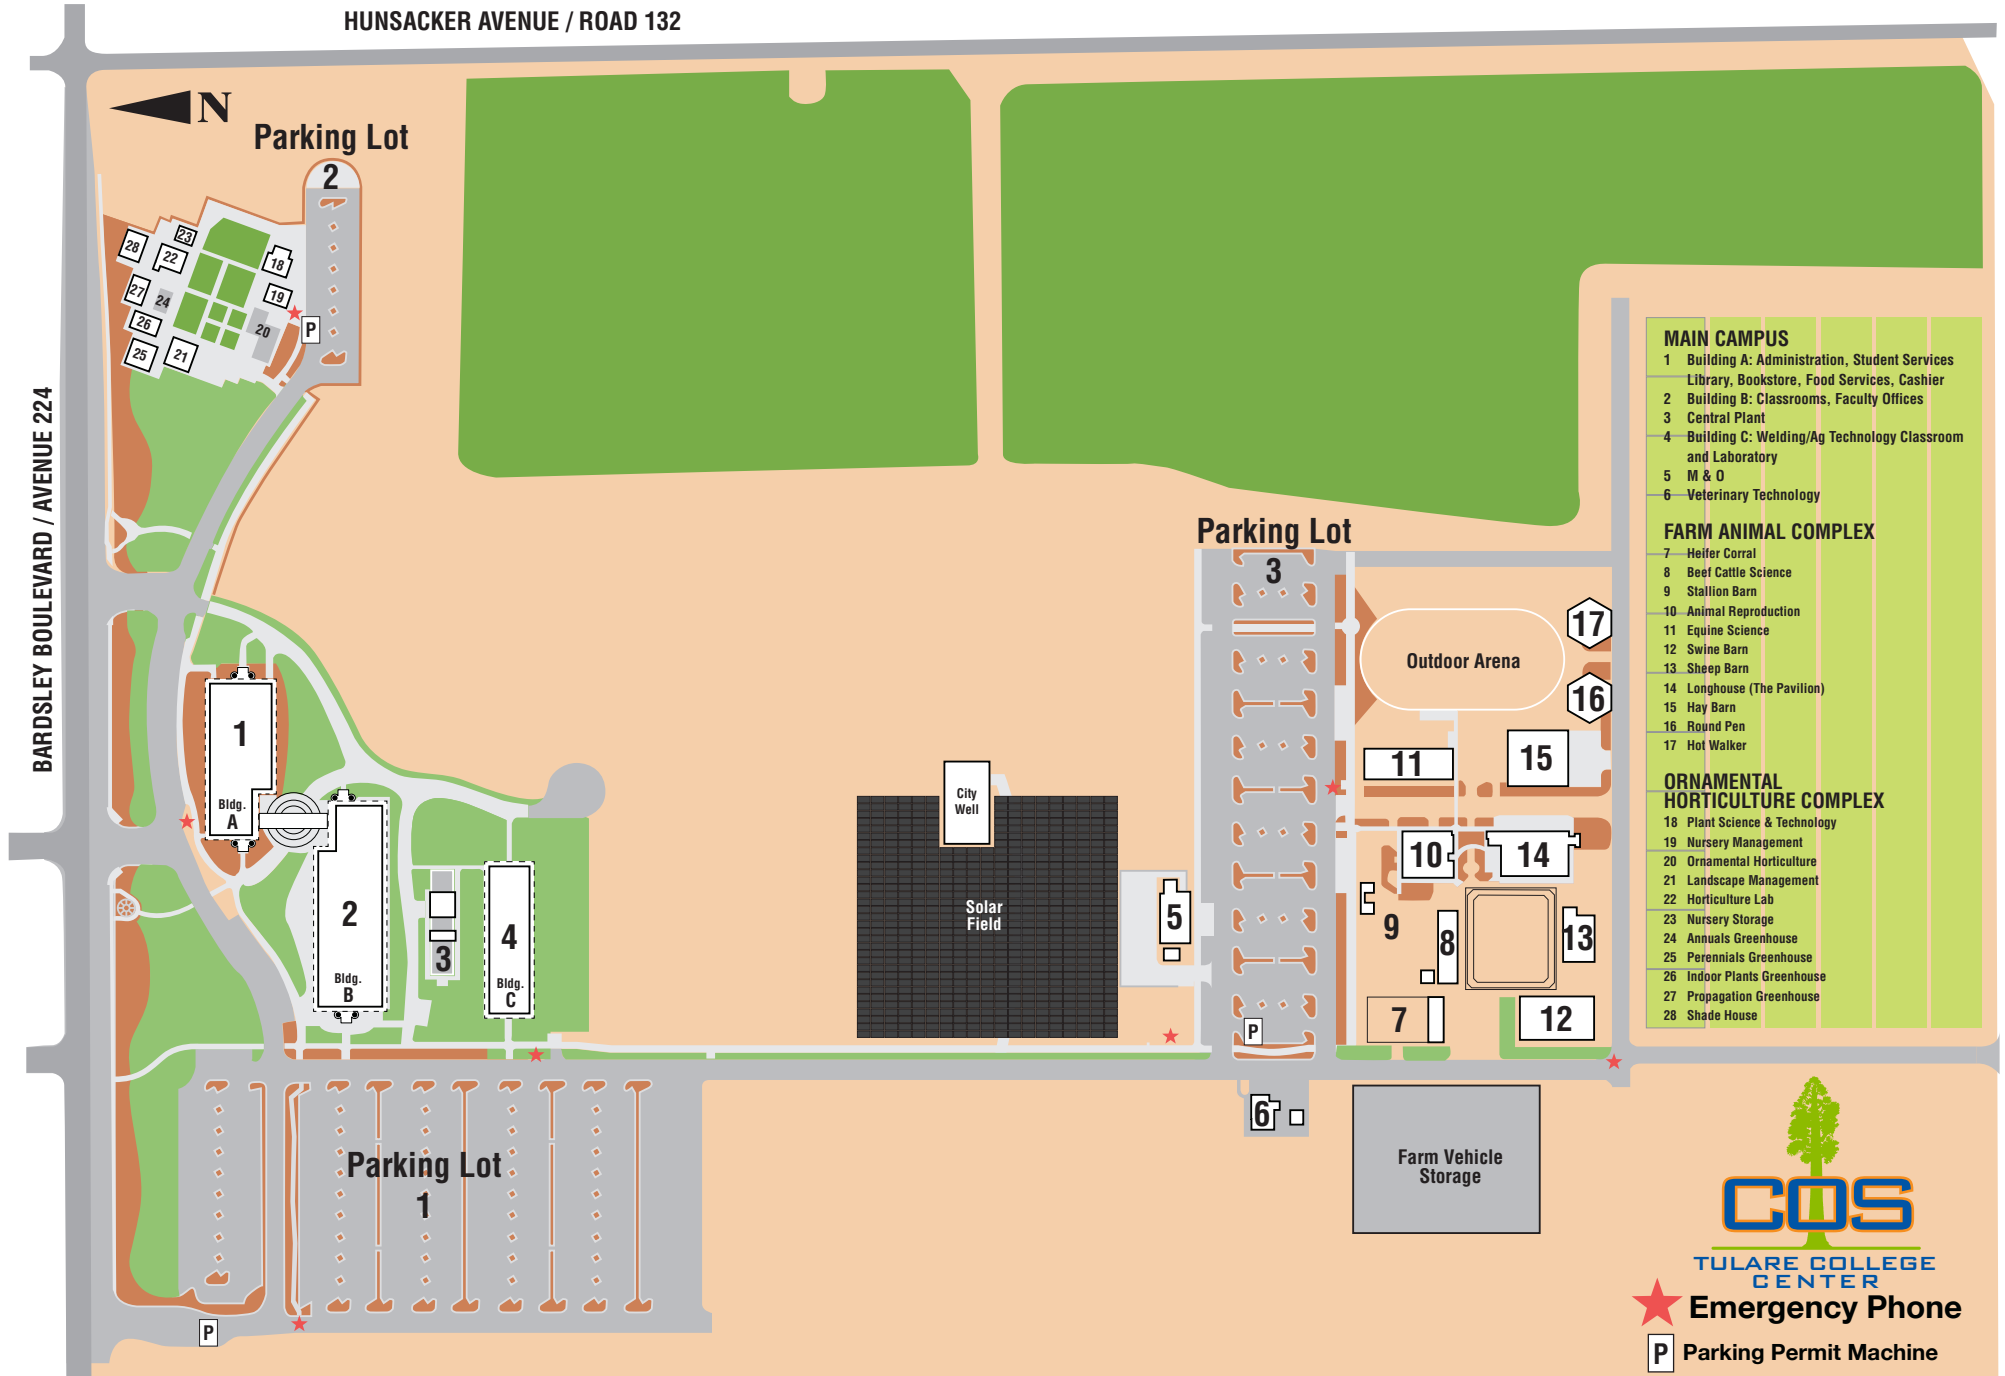 HUNSACKER AVENUE / ROAD 132
N
Parking Lot
2
BARDSLEY BOULEVARD / AVENUE 224
28
23
22
18
27
24
19
26
20
25
21
P
1
Bldg.
A
2
Bldg.
B
3
4
Bldg.
C
City
Well
Solar
Field
5
Parking Lot
3
Outdoor Arena
17
16
11
15
10
14
9
8
13
7
12
P
6
Farm Vehicle
Storage
Parking Lot
1
P
MAIN CAMPUS
1 Building A: Administration, Student Services
Library, Bookstore, Food Services, Cashier
2 Building B: Classrooms, Faculty Offices
3 Central Plant
4 Building C: Welding/Ag Technology Classroom
and Laboratory
5 M & O
6 Veterinary Technology
FARM ANIMAL COMPLEX
7 Heifer Corral
8 Beef Cattle Science
9 Stallion Barn
10 Animal Reproduction
11 Equine Science
12 Swine Barn
13 Sheep Barn
14 Longhouse (The Pavilion)
15 Hay Barn
16 Round Pen
17 Hot Walker
ORNAMENTAL
HORTICULTURE COMPLEX
18 Plant Science & Technology
19 Nursery Management
20 Ornamental Horticulture
21 Landscape Management
22 Horticulture Lab
23 Nursery Storage
24 Annuals Greenhouse
25 Perennials Greenhouse
26 Indoor Plants Greenhouse
27 Propagation Greenhouse
28 Shade House
COS
TULARE COLLEGE
CENTER
Emergency Phone
P Parking Permit Machine